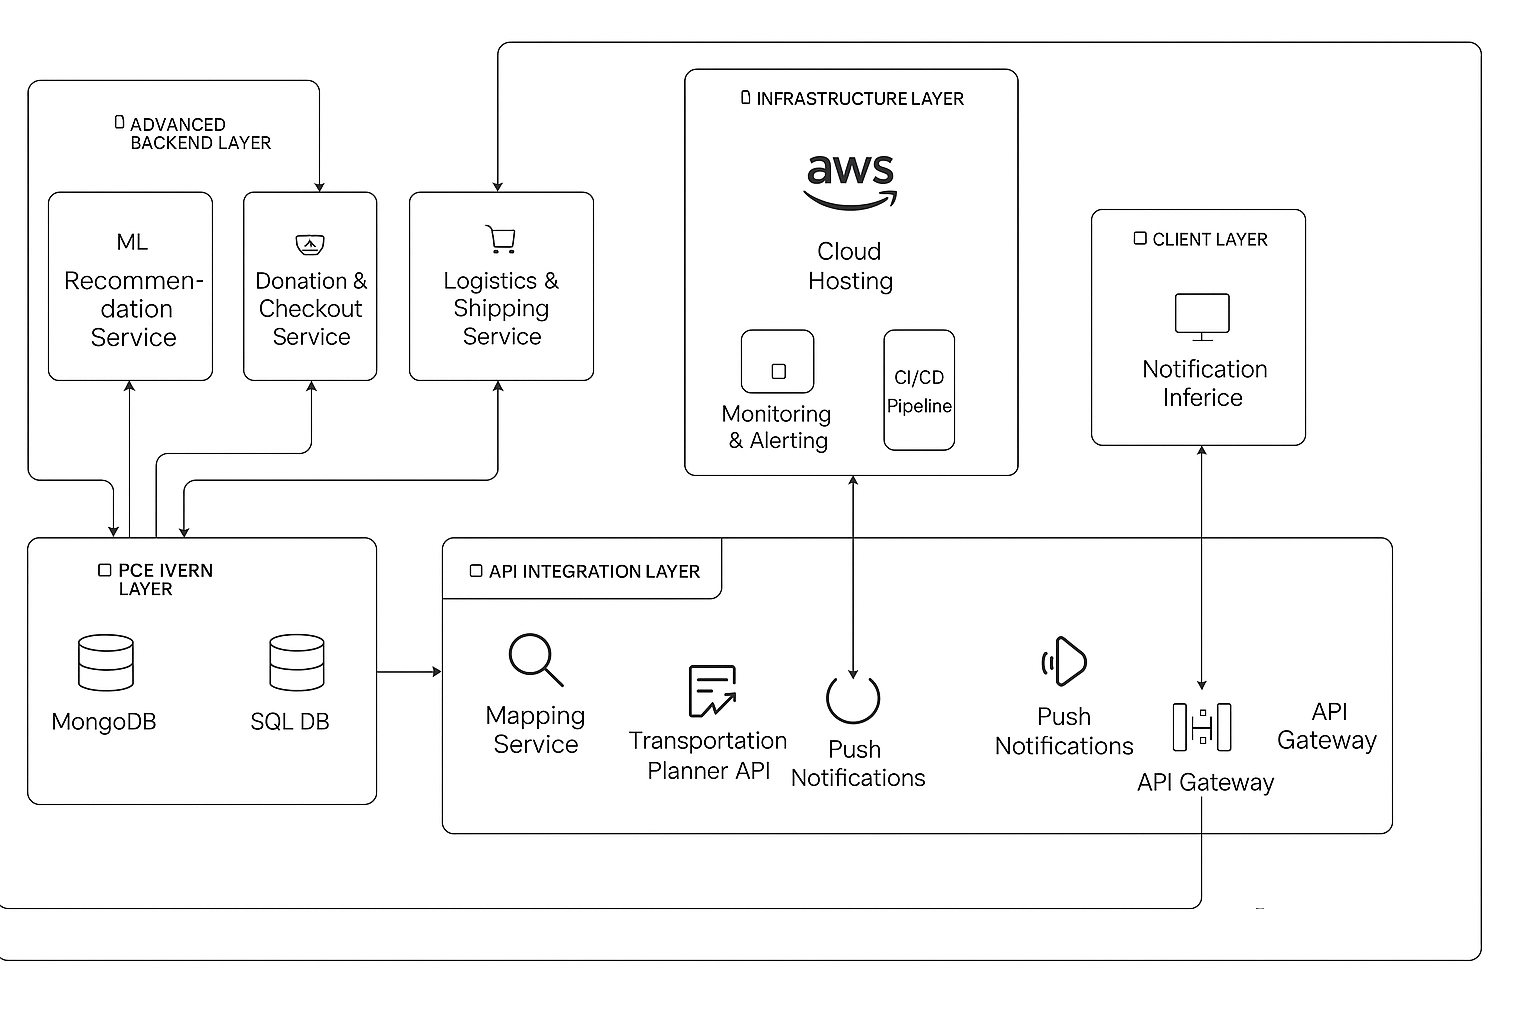 ADVANCED
BACKEND LAYER
ML
Recommen-
dation
Service
Donation &
Checkout
Service
Logistics &
Shipping
Service
INFRASTRUCTURE LAYER
aws
Cloud
Hosting
Monitoring
& Alerting
CI/CD
Pipeline
CLIENT LAYER
Notification
Inferice
PCE IVERN
LAYER
MongoDB
SQL DB
API INTEGRATION LAYER
Mapping
Service
Transportation
Planner API
Push
Notifications
Push
Notifications
API Gateway
API
Gateway